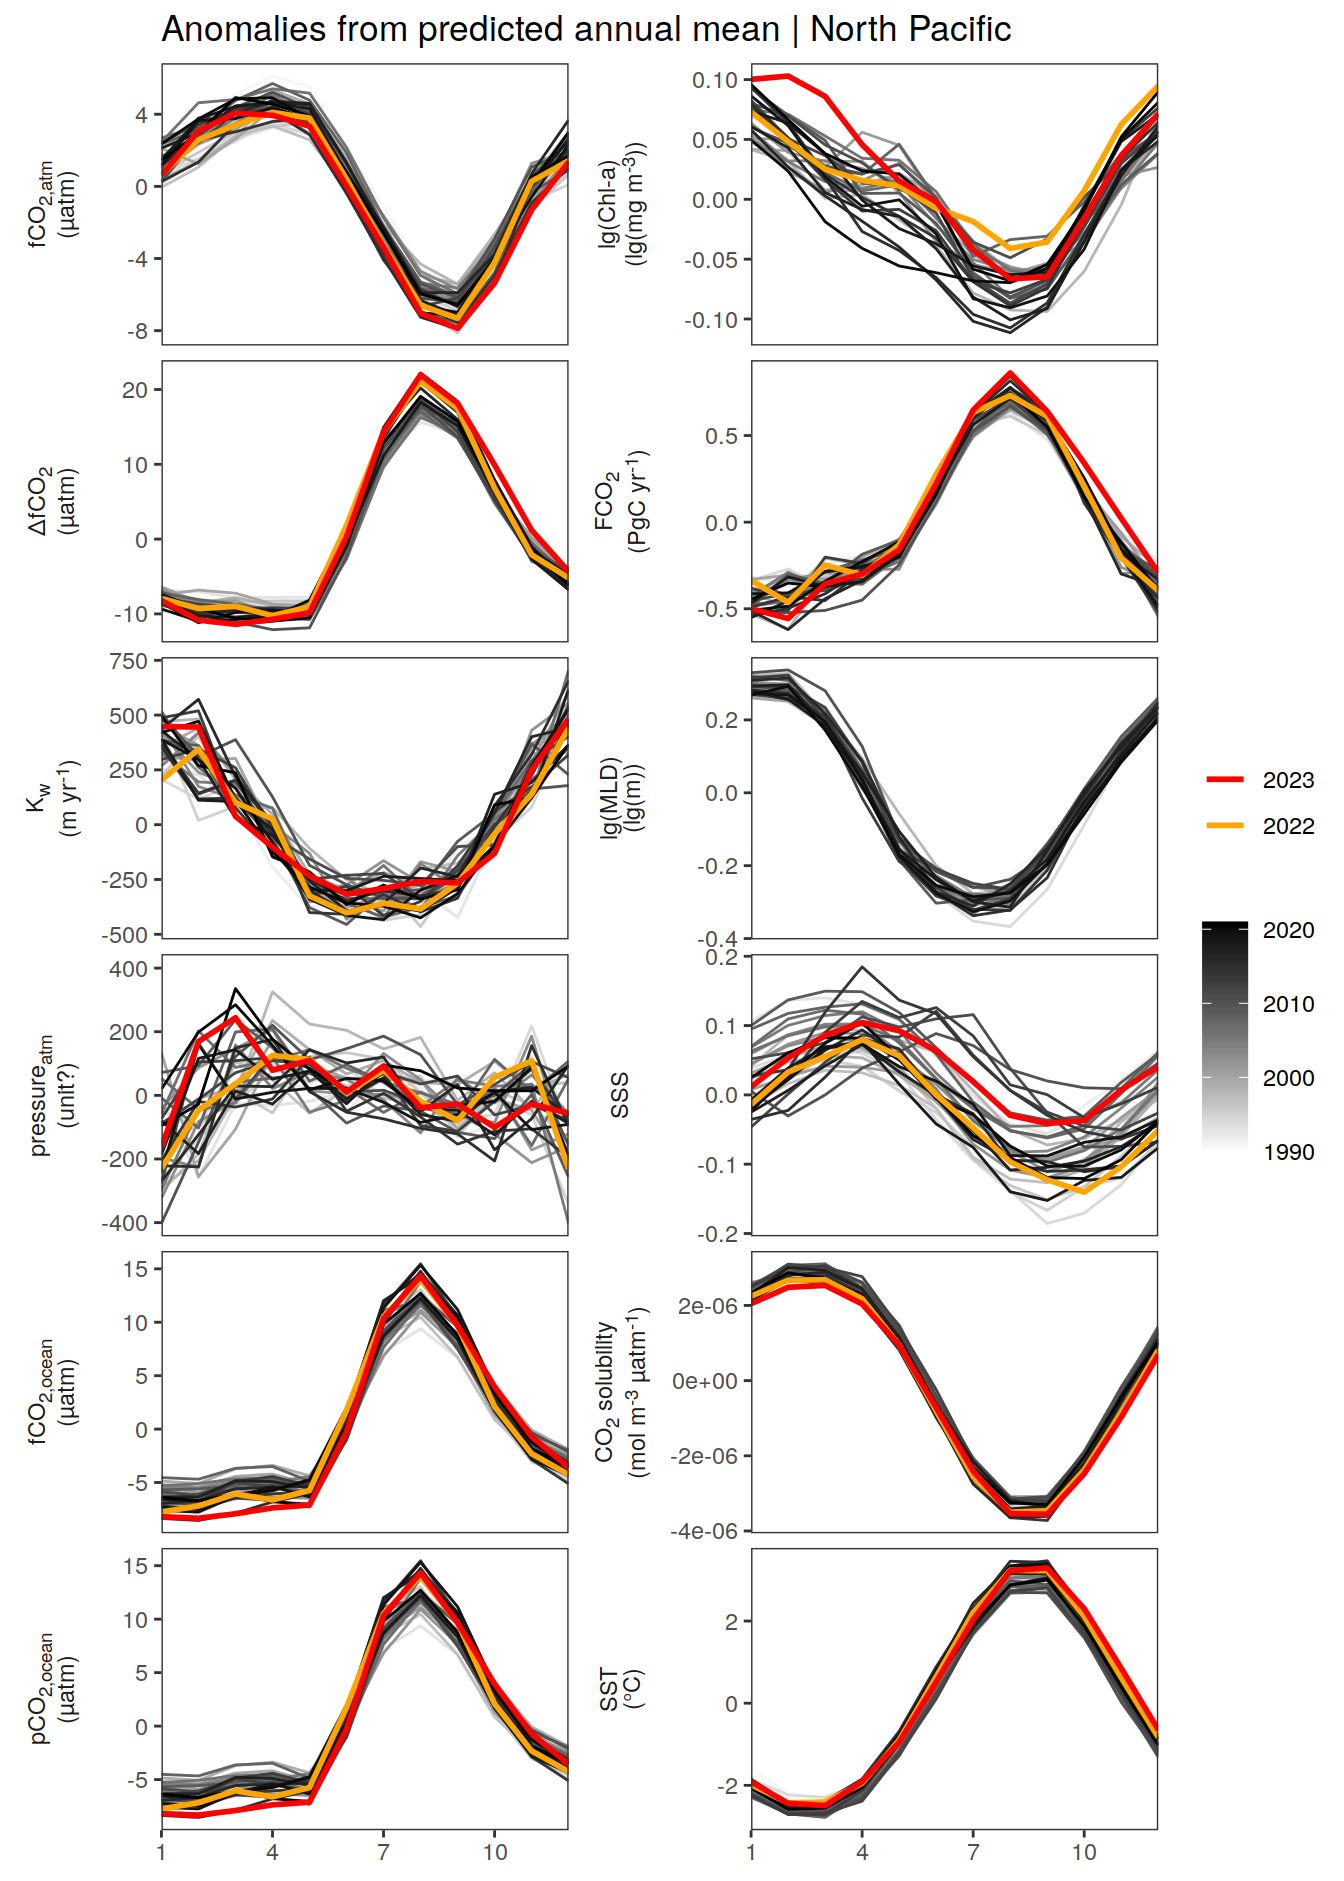 Anomalies from predicted annual mean | North Pacific
fCO2,atm
(µatm)
4
0
-4
-8
lg(Chl-a)
(lg(mg m-3))
0.10
0.05
0.00
-0.05
-0.10
ΔfCO2
(µatm)
20
10
0
-10
FCO2
(PgC yr-1)
0.5
0.0
-0.5
Kw
(m yr-1)
750
500
250
0
-250
-500
lg(MLD)
(lg(m))
0.2
0.0
-0.2
-0.4
pressureatm
(unit?)
400
200
0
-200
-400
SSS
0.2
0.1
0.0
-0.1
-0.2
fCO2,ocean
(µatm)
15
10
5
0
-5
CO2 solubility
(mol m-3 µatm-1)
2e-06
0e+00
-2e-06
-4e-06
pCO2,ocean
(µatm)
15
10
5
0
-5
1 4 7 10
SST
(°C)
2
0
-2
1 4 7 10
2023
2022
2020
2010
2000
1990